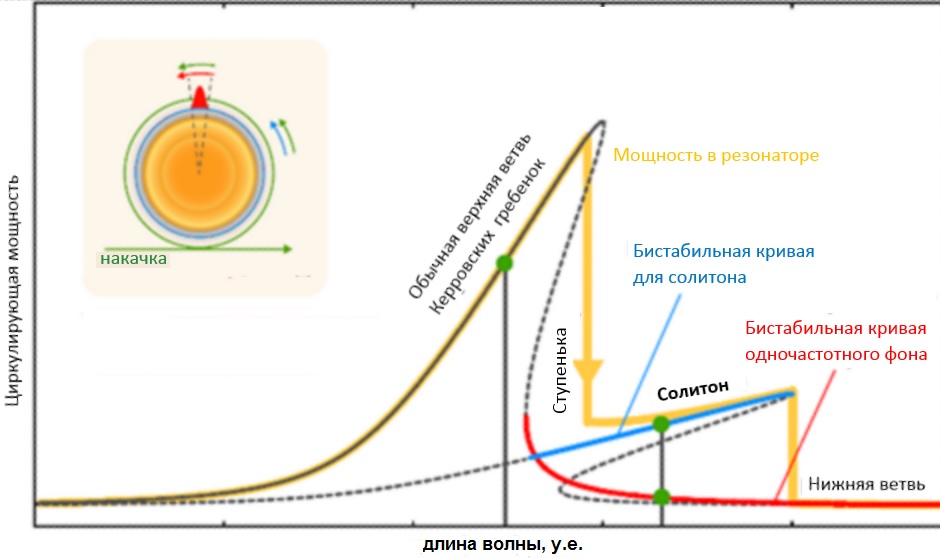 Циркулирующая мощность
накачка
Обычная верхняя ветвь
Керровских гребенок
Мощность в резонаторе
Бистабильная кривая
для солитона
Бистабильная кривая
одночастотного фона
Ступенька
Солитон
Нижняя ветвь
длина волны, у.е.